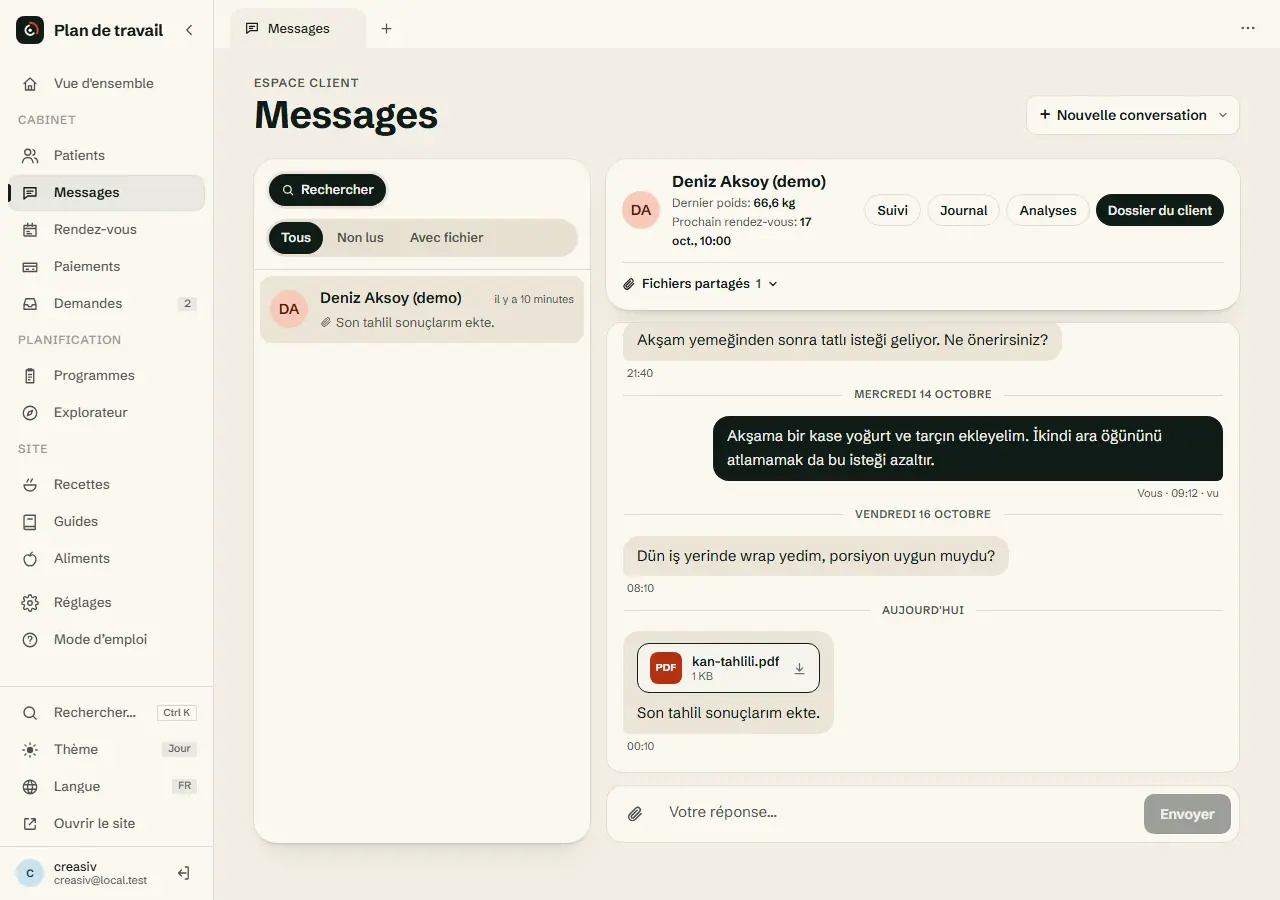 Plan de travail
Vue d'ensemble
CABINET
Patients
Messages
Rendez-vous
Paiements
Demandes 2
PLANIFICATION
Programmes
Explorateur
SITE
Recettes
Guides
Aliments
Réglages
Mode d'emploi
Rechercher... Ctrl K
Thème Jour
Langue FR
Ouvrir le site
C
creasiv
creasiv@local.test
Messages
ESPACE CLIENT
Messages
+ Nouvelle conversation
Rechercher
Tous Non lus Avec fichier
DA
Deniz Aksoy (demo) il y a 10 minutes
Son tahlil sonuçlarım ekte.
DA
Deniz Aksoy (demo)
Dernier poids: 66,6 kg
Prochain rendez-vous: 17
oct., 10:00
Suivi Journal Analyses Dossier du client
Fichiers partagés 1
Akşam yemeğinden sonra tatlı isteği geliyor. Ne önerirsiniz?
21:40
MERCREDI 14 OCTOBRE
Akşama bir kase yoğurt ve tarçın ekleyelim. İkindi ara öğününü
atlamamak da bu isteği azaltır.
Vous · 09:12 · vu
VENDREDI 16 OCTOBRE
Dün iş yerinde wrap yedim, porsiyon uygun muydu?
08:10
AUJOURD'HUI
PDF
kan-tahlili.pdf
1 KB
Son tahlil sonuçlarım ekte.
00:10
Votre réponse...
Envoyer